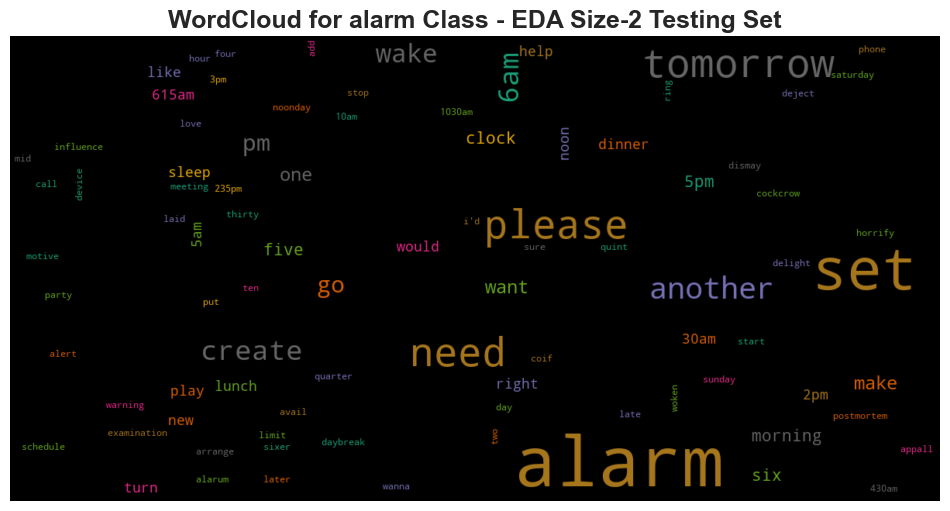 WordCloud for alarm Class - EDA Size-2 Testing Set
add
wake
help
tomorrow
phone
hour
four
like
3pm
6am
saturday
615am
stop
ring
deject
noonday
10am
1030am
love
pm
clock
noon
dinner
influence
mid
sleep
one
dismay
call
device
meeting
235pm
5pm
cockcrow
laid
thirty
i'd
please
5am
five
would
sure
quint
horrify
motive
delight
set
party
put
ten
go
want
another
alert
create
need
coif
30am
start
quarter
play
lunch
right
sunday
make
warning
new
avail
day
late
woken
2pm
postmortem
examination
limit
two
morning
schedule
arrange
sixer
daybreak
appall
turn
alarum
later
wanna
alarm
six
430am